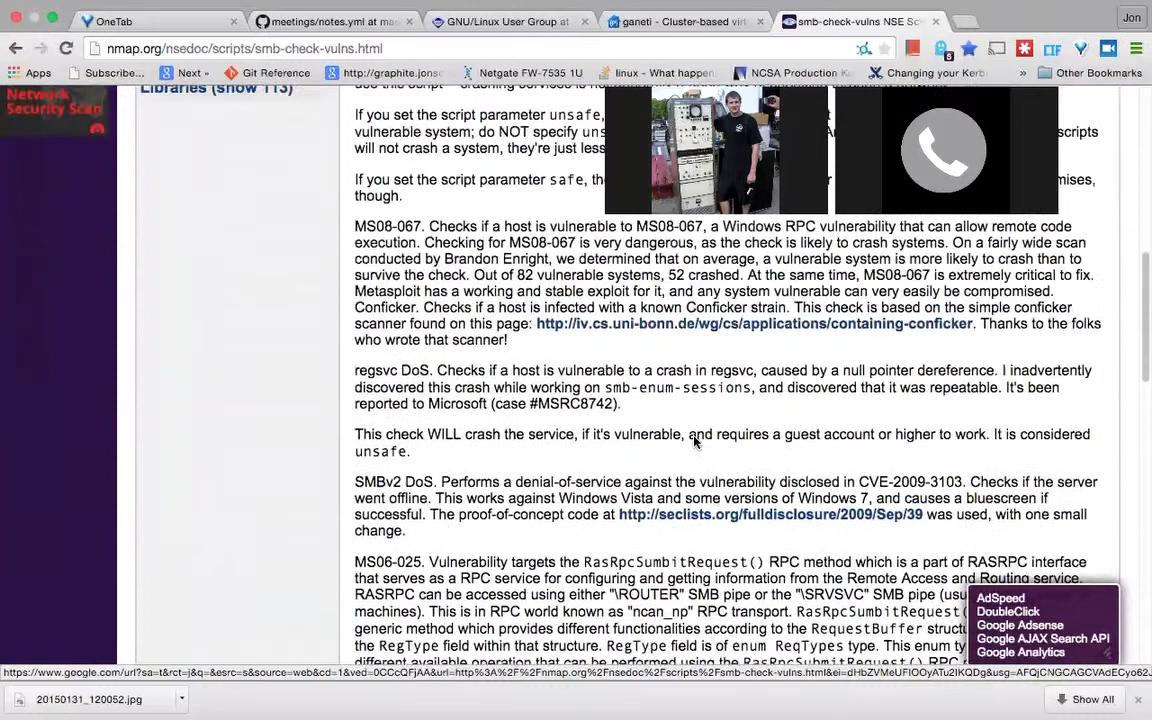 OneTab
meetings/notes.yml at mas
GNU/Linux User Group at
ganeti - Cluster-based virt
smb-check-vulns NSE Scr
Jon
nmap.org/nsedoc/scripts/smb-check-vulns.html
Apps
Subscribe...
Next »
Git Reference
http://graphite.jons
Netgate FW-7535 1U
linux - What happen
NCSA Production K
Changing your Kerb
»
Other Bookmarks
Libraries (show 113)
Network
Security Scan
If you set the script parameter unsafe,
scripts
will not crash a system, they're just less
If you set the script parameter safe,
mises,
though.
MS08-067. Checks if a host is vulnerable to MS08-067, a Windows RPC vulnerability that can allow remote code
execution. Checking for MS08-067 is very dangerous, as the check is likely to crash systems. On a fairly wide scan
conducted by Brandon Enright, we determined that on average, a vulnerable system is more likely to crash than to
survive the check. Out of 82 vulnerable systems, 52 crashed. At the same time, MS08-067 is extremely critical to fix.
Metasploit has a working and stable exploit for it, and any system vulnerable can very easily be compromised.
Conficker. Checks if a host is infected with a known Conficker strain. This check is based on the simple conficker
scanner found on this page: http://iv.cs.uni-bonn.de/wg/cs/applications/containing-conficker. Thanks to the folks
who wrote that scanner!
regsvc DoS. Checks if a host is vulnerable to a crash in regsvc, caused by a null pointer dereference. I inadvertently
discovered this crash while working on smb-enum-sessions, and discovered that it was repeatable. It's been
reported to Microsoft (case #MSRC8742).
This check WILL crash the service, if it's vulnerable, and requires a guest account or higher to work. It is considered
unsafe.
SMBv2 DoS. Performs a denial-of-service against the vulnerability disclosed in CVE-2009-3103. Checks if the server
went offline. This works against Windows Vista and some versions of Windows 7, and causes a bluescreen if
successful. The proof-of-concept code at http://seclists.org/fulldisclosure/2009/Sep/39 was used, with one small
change.
MS06-025. Vulnerability targets the RasRpcSumbitRequest() RPC method which is a part of RASRPC interface
that serves as a RPC service for configuring and getting information from the Remote Access and Routing service.
RASRPC can be accessed using either "\ROUTER" SMB pipe or the "\SRVSVC" SMB pipe (usu
machines). This is in RPC world known as "ncan_np" RPC transport. RasRpcSumbitRequest(
generic method which provides different functionalities according to the RequestBuffer struct
the RegType field within that structure. RegType field is of enum ReqTypes type. This enum ty
AdSpeed
DoubleClick
Google Adsense
Google AJAX Search API
Google Analytics
20150131_120052.jpg
Show All